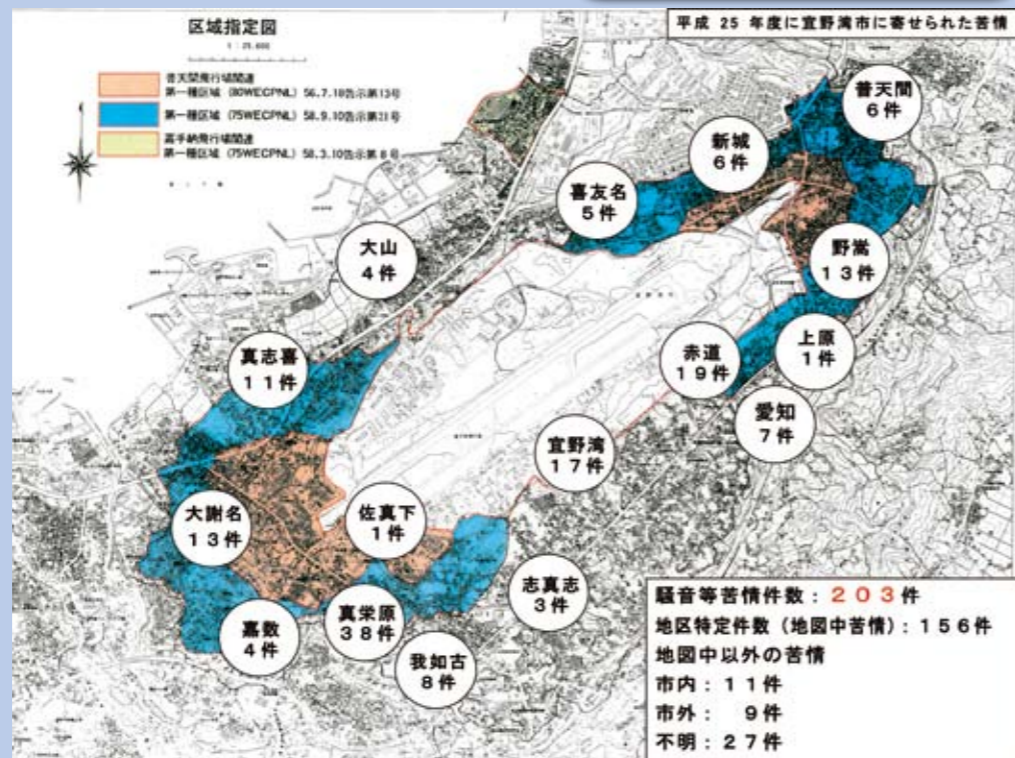 区域指定図
1:25,000
平成 25 年度に宜野湾市に寄せられた苦情
普天間飛行場関連
第一種区域 (80WECPNL) 56.7.18告示第13号
第一種区域 (75WECPNL) 58.9.10告示第21号
嘉手納飛行場関連
第一種区域 (75WECPNL) 58.3.10告示第8号
普天間
6件
新城
6件
喜友名
5件
大山
4件
野嵩
13件
上原
1件
赤道
19件
愛知
7件
真志喜
11件
宜野湾
17件
大謝名
13件
佐真下
1件
志真志
3件
真栄原
38件
嘉数
4件
我如古
8件
騒音等苦情件数:203件
地区特定件数(地図中苦情):156件
地図中以外の苦情
市内:11件
市外: 9件
不明:27件